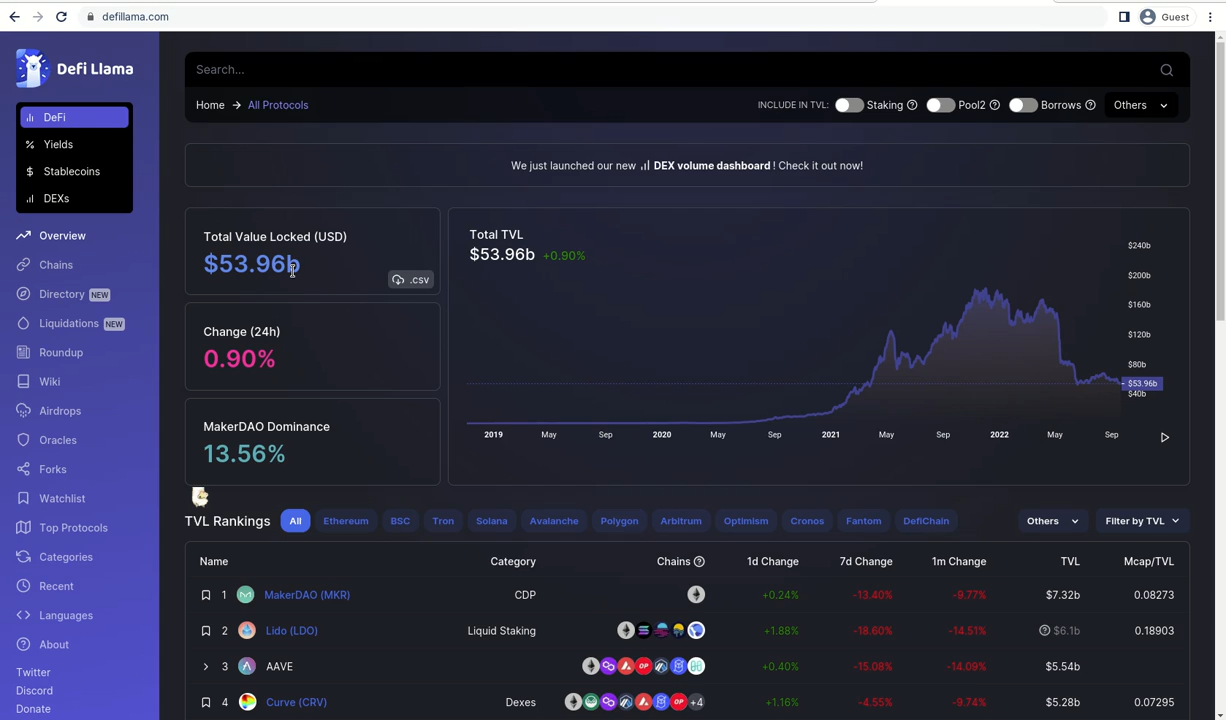 defillama.com
Guest
Defi Llama
DeFi
Yields
Stablecoins
DEXs
Overview
Chains
Directory NEW
Liquidations NEW
Roundup
Wiki
Airdrops
Oracles
Forks
Watchlist
Top Protocols
Categories
Recent
Languages
About
Twitter
Discord
Donate
Search...
Home → All Protocols
INCLUDE IN TVL: Staking Pool2 Borrows Others
We just launched our new DEX volume dashboard ! Check it out now!
Total Value Locked (USD)
$53.96b
.csv
Change (24h)
0.90%
MakerDAO Dominance
13.56%
Total TVL
$53.96b +0.90%
$240b
$200b
$160b
$120b
$80b
$53.96b
$40b
2019 May Sep 2020 May Sep 2021 May Sep 2022 May Sep
TVL Rankings All Ethereum BSC Tron Solana Avalanche Polygon Arbitrum Optimism Cronos Fantom DefiChain Others Filter by TVL
Name Category Chains 1d Change 7d Change 1m Change TVL Mcap/TVL
1 MakerDAO (MKR) CDP +0.24% -13.40% -9.77% $7.32b 0.08273
2 Lido (LDO) Liquid Staking +1.88% -18.60% -14.51% $6.1b 0.18903
3 AAVE +0.40% -15.08% -14.09% $5.54b
4 Curve (CRV) Dexes +4 +1.16% -4.55% -9.74% $5.28b 0.07295